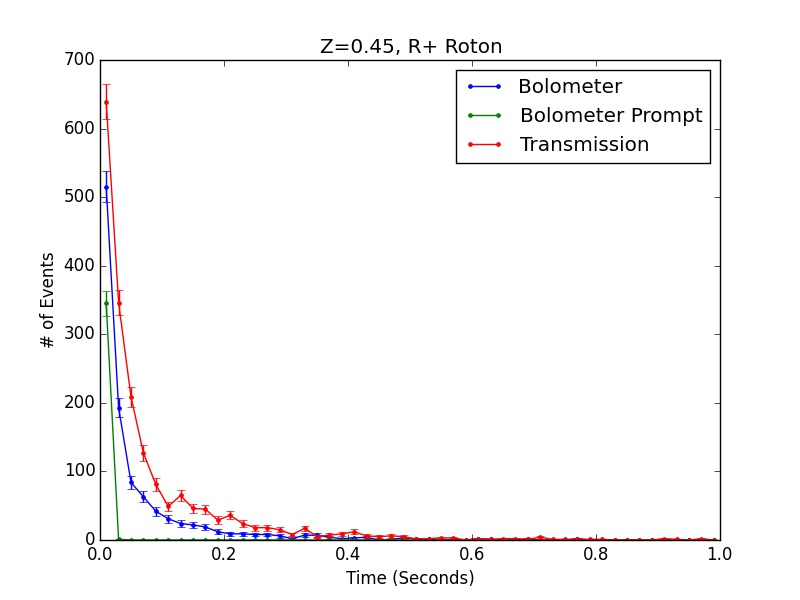 Z=0.45, R+ Roton
Bolometer
Bolometer Prompt
Transmission
# of Events
700
600
500
400
300
200
100
0
0.0 0.2 0.4 0.6 0.8 1.0
Time (Seconds)